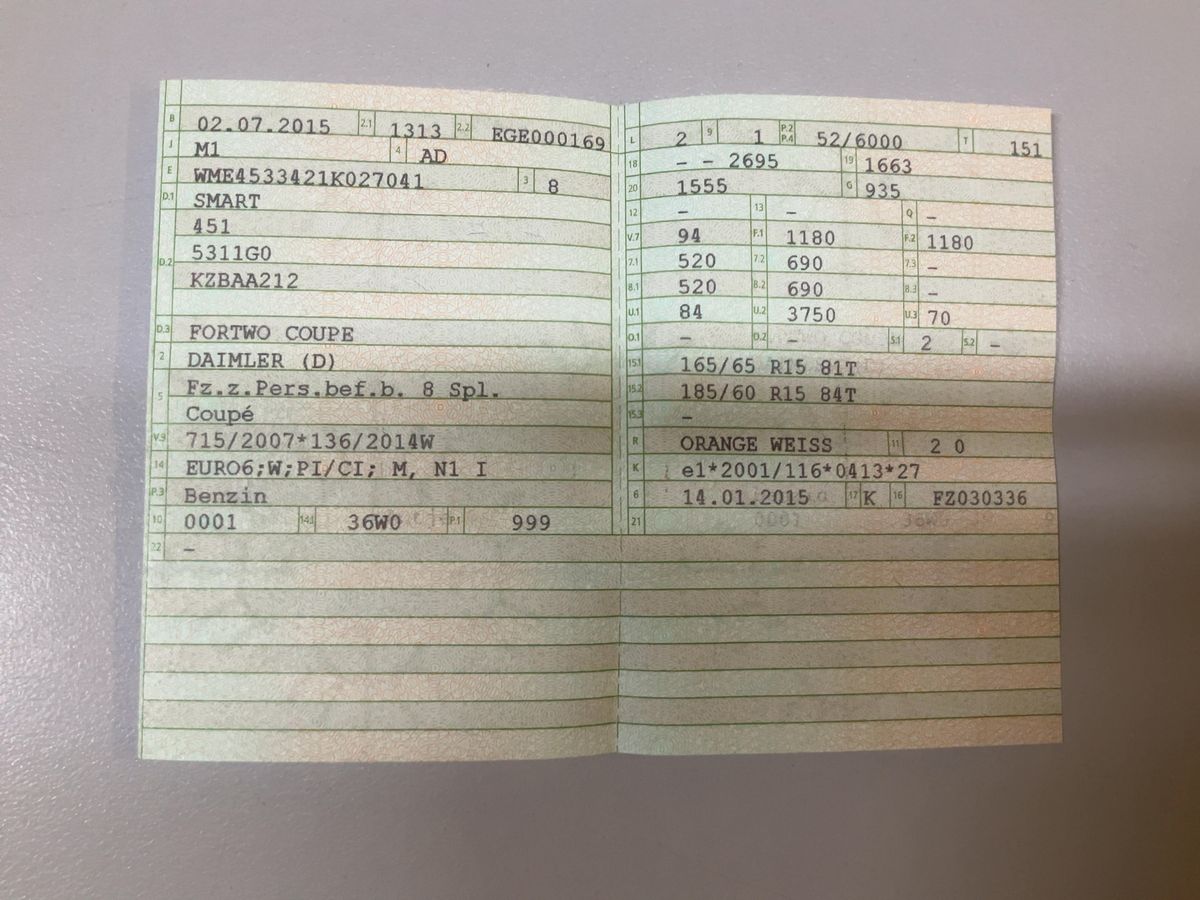 B 02.07.2015 2.1 1313 2.2 EGE000169
J M1 4 AD
E WME4533421K027041 3 8
D.1 SMART
451
D.2 5311G0
KZBAA212
D.3 FORTWO COUPE
2 DAIMLER (D)
5 Fz.z.Pers.bef.b. 8 Spl.
Coupé
V.9 715/2007*136/2014W
14 EURO6;W;PI/CI; M, N1 I
P.3 Benzin
10 0001 14.1 36W0 P.1 999
22 –
L 2 9 1 P.2 P.4 52/6000 T 151
18 – – 2695 19 1663
20 1555 G 935
12 – 13 – Q –
V.7 94 F.1 1180 F.2 1180
7.1 520 7.2 690 7.3 –
8.1 520 8.2 690 8.3 –
U.1 84 U.2 3750 U.3 70
O.1 – O.2 – S.1 2 S.2 –
15.1 165/65 R15 81T
15.2 185/60 R15 84T
15.3 –
R ORANGE WEISS 11 2 0
K e1*2001/116*0413*27
6 14.01.2015 17 K 16 FZ030336
21